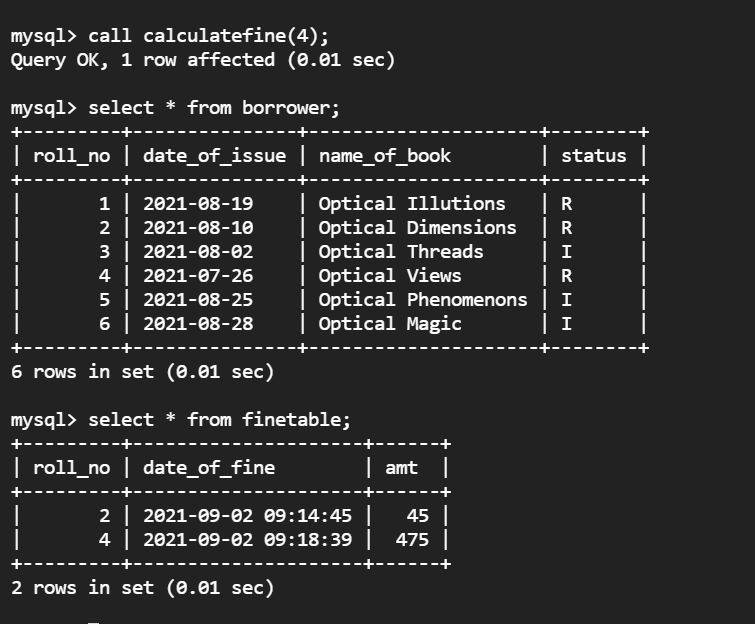 mysql> call calculatefine(4);
Query OK, 1 row affected (0.01 sec)
mysql> select * from borrower;
+---------+---------------+---------------------+--------+
| roll_no | date_of_issue | name_of_book        | status |
+---------+---------------+---------------------+--------+
|       1 | 2021-08-19    | Optical Illutions   | R      |
|       2 | 2021-08-10    | Optical Dimensions  | R      |
|       3 | 2021-08-02    | Optical Threads     | I      |
|       4 | 2021-07-26    | Optical Views       | R      |
|       5 | 2021-08-25    | Optical Phenomenons | I      |
|       6 | 2021-08-28    | Optical Magic       | I      |
+---------+---------------+---------------------+--------+
6 rows in set (0.01 sec)
mysql> select * from finetable;
+---------+---------------------+------+
| roll_no | date_of_fine        | amt  |
+---------+---------------------+------+
|       2 | 2021-09-02 09:14:45 |   45 |
|       4 | 2021-09-02 09:18:39 |  475 |
+---------+---------------------+------+
2 rows in set (0.01 sec)